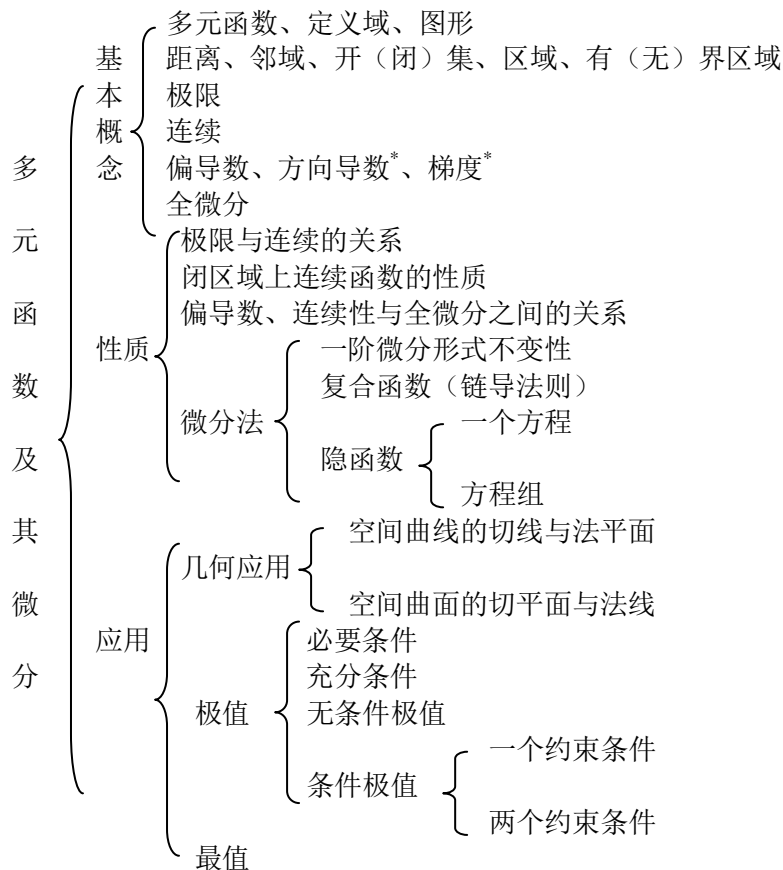 多元函数及其微分
基本概念
多元函数、定义域、图形
距离、邻域、开（闭）集、区域、有（无）界区域
极限
连续
偏导数、方向导数*、梯度*
全微分
性质
极限与连续的关系
闭区域上连续函数的性质
偏导数、连续性与全微分之间的关系
微分法
一阶微分形式不变性
复合函数（链导法则）
隐函数
一个方程
方程组
应用
几何应用
空间曲线的切线与法平面
空间曲面的切平面与法线
极值
必要条件
充分条件
无条件极值
条件极值
一个约束条件
两个约束条件
最值